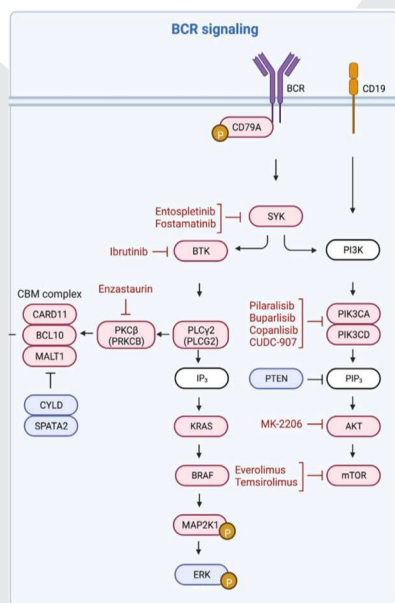 BCR signaling
BCR
CD19
CD79A
P
Entospletinib
Fostamatinib
SYK
Ibrutinib
BTK
PI3K
Enzastaurin
CBM complex
CARD11
BCL10
MALT1
PKCβ
(PRKCB)
PLCγ2
(PLCG2)
Pilaralisib
Buparlisib
Copanlisib
CUDC-907
PIK3CA
PIK3CD
IP₃
PTEN
PIP₃
CYLD
SPATA2
KRAS
MK-2206
AKT
BRAF
Everolimus
Temsirolimus
mTOR
MAP2K1
P
ERK
P